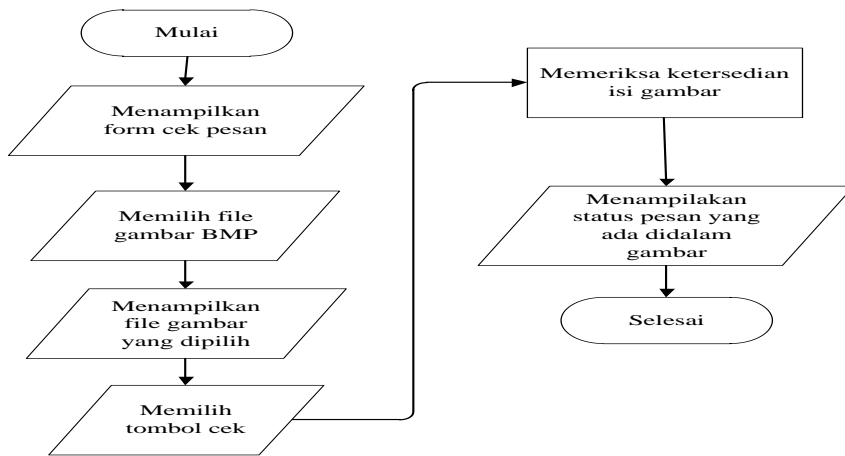 Mulai
Menampilkan
form cek pesan
Memilih file
gambar BMP
Menampilkan
file gambar
yang dipilih
Memilih
tombol cek
Memeriksa ketersedian
isi gambar
Menampilakan
status pesan yang
ada didalam
gambar
Selesai